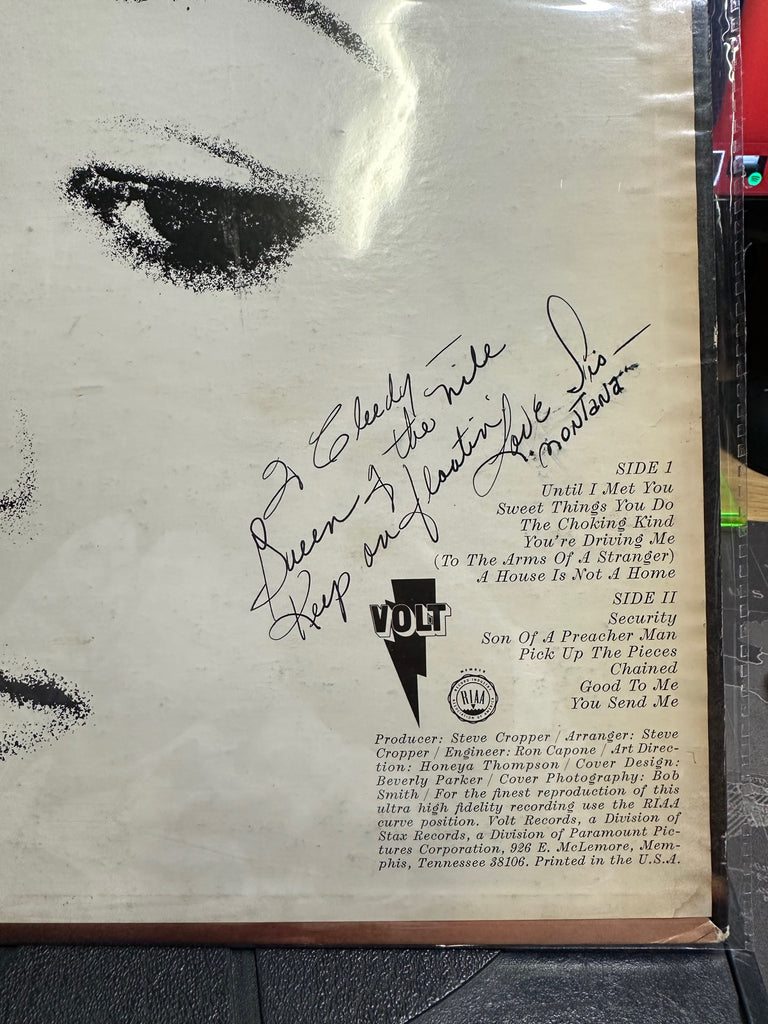 To Cleedy—
Queen of the nile
Keep on floatin'
Love Sis—
"MONTANA"
SIDE 1
Until I Met You
Sweet Things You Do
The Choking Kind
You're Driving Me
(To The Arms Of A Stranger)
A House Is Not A Home
SIDE II
Security
Son Of A Preacher Man
Pick Up The Pieces
Chained
Good To Me
You Send Me
VOLT
MEMBER
RIAA
Producer: Steve Cropper / Arranger: Steve
Cropper / Engineer: Ron Capone / Art Direc-
tion: Honeya Thompson / Cover Design:
Beverly Parker / Cover Photography: Bob
Smith / For the finest reproduction of this
ultra high fidelity recording use the RIAA
curve position. Volt Records, a Division of
Stax Records, a Division of Paramount Pic-
tures Corporation, 926 E. McLemore, Mem-
phis, Tennessee 38106. Printed in the U.S.A.